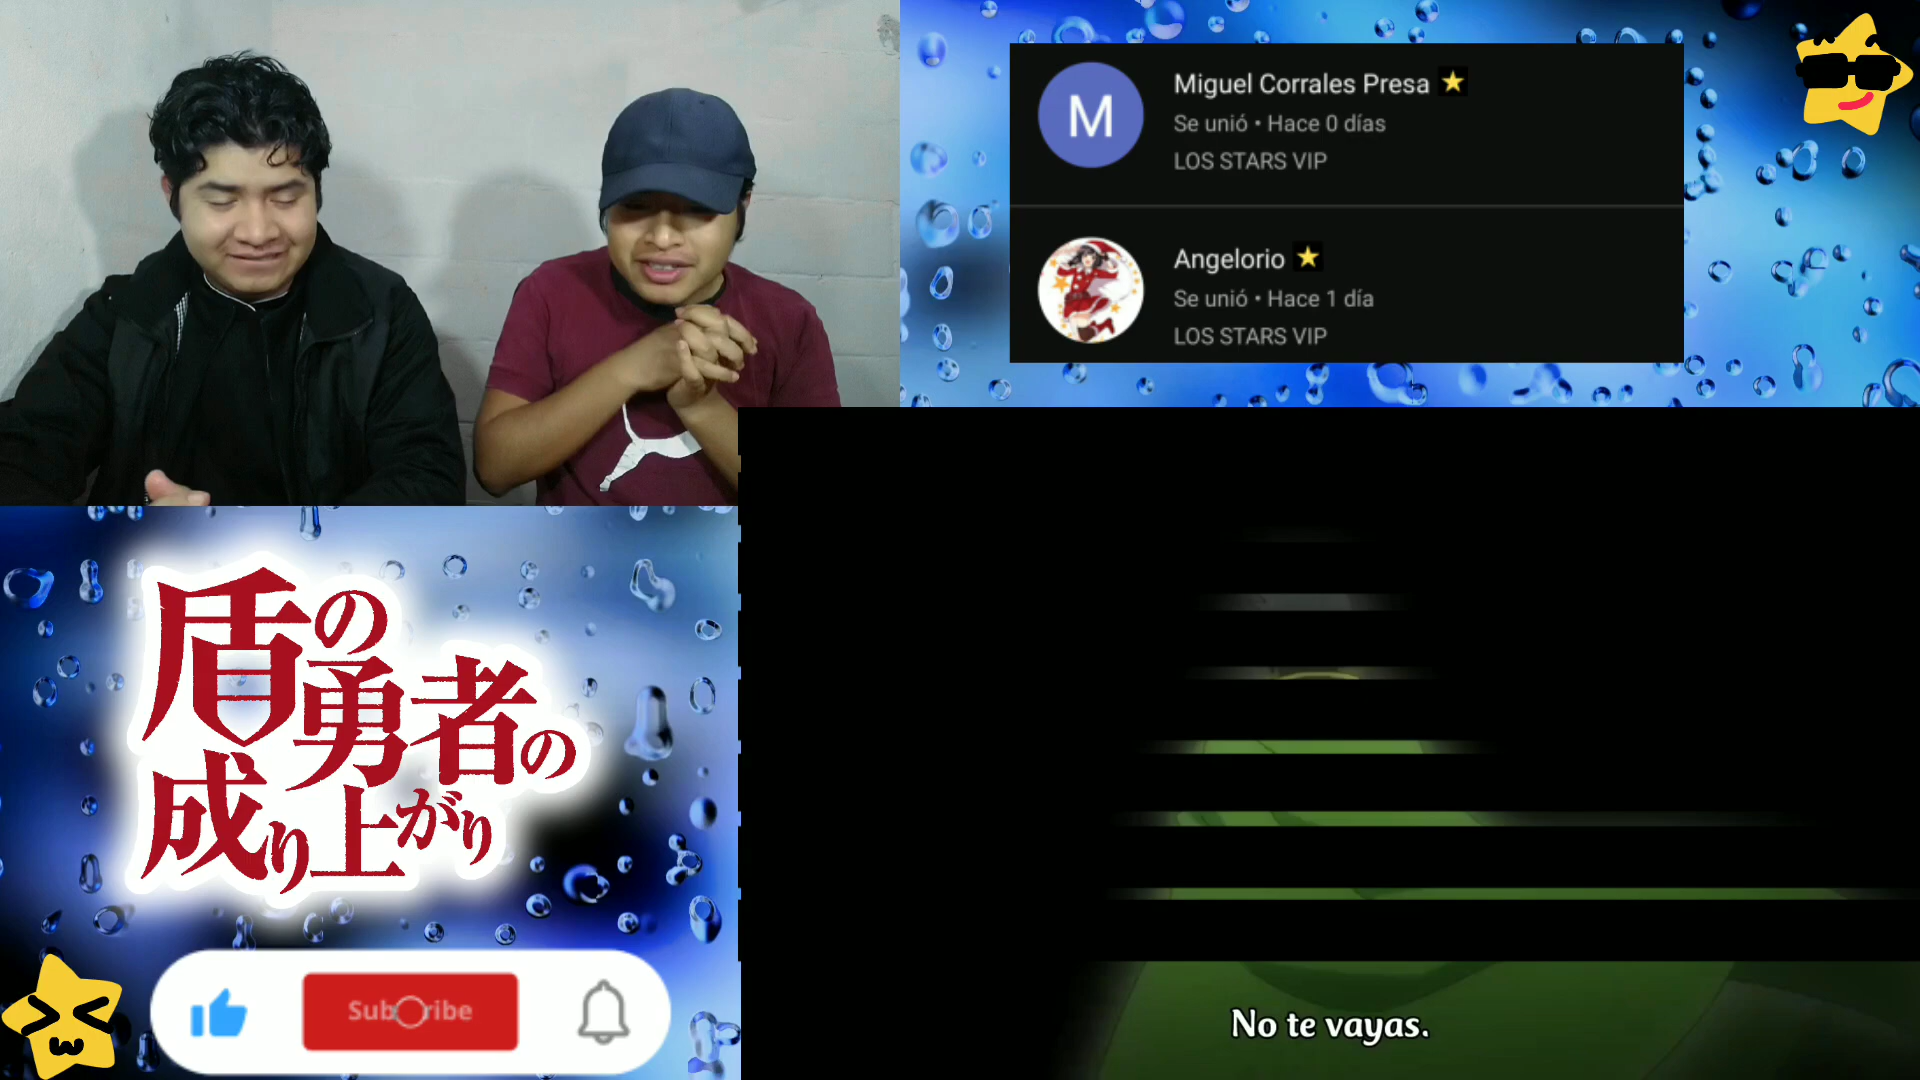 M
Miguel Corrales Presa
Se unió • Hace 0 días
LOS STARS VIP
Angelorio
Se unió • Hace 1 día
LOS STARS VIP
盾の勇者の
成り上がり
Subscribe
No te vayas.